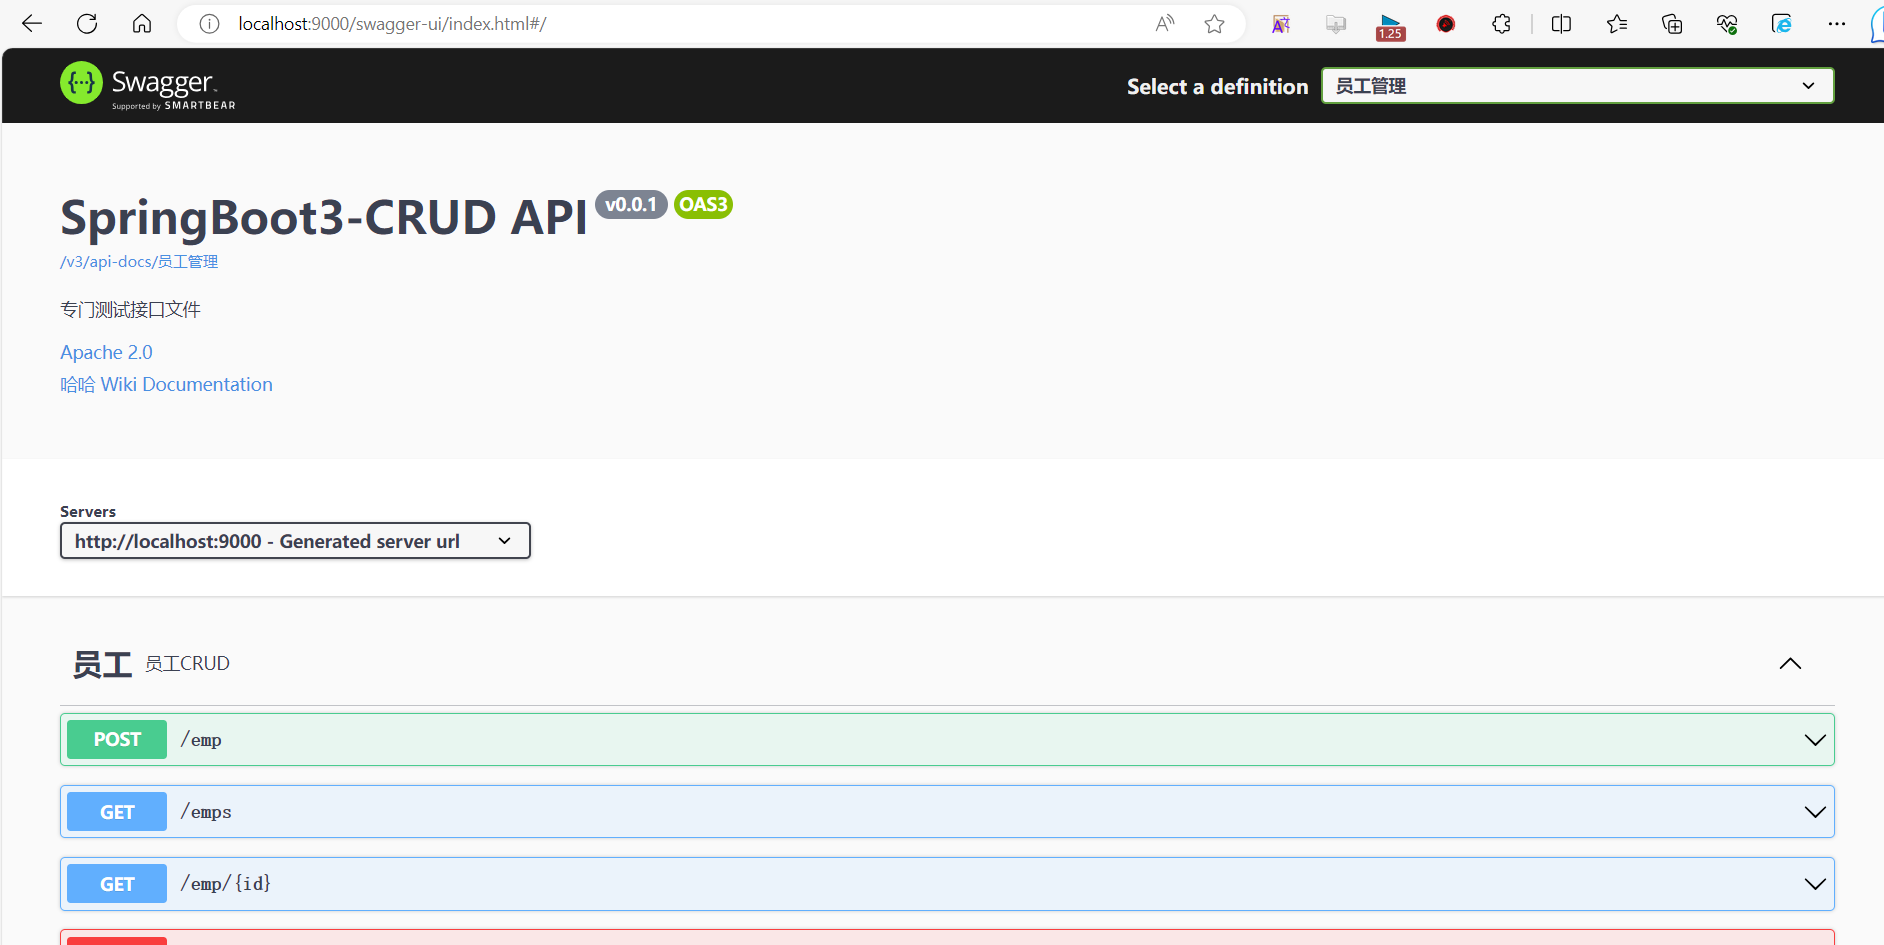 localhost:9000/swagger-ui/index.html#/
1.25
Swagger
Supported by SMARTBEAR
Select a definition
员工管理
SpringBoot3-CRUD API v0.0.1 OAS3
/v3/api-docs/员工管理
专门测试接口文件
Apache 2.0
哈哈 Wiki Documentation
Servers
http://localhost:9000 - Generated server url
员工 员工CRUD
POST /emp
GET /emps
GET /emp/{id}